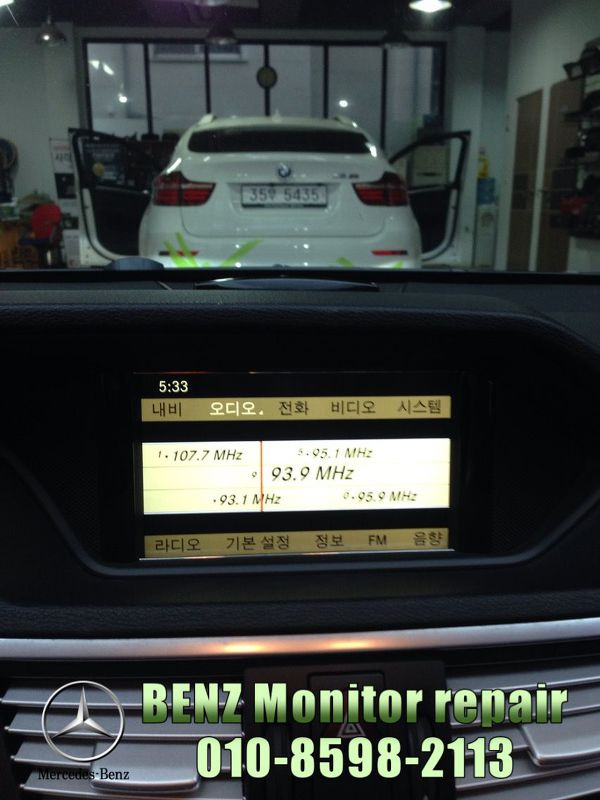 35우 5435
5:33
내비 오디오. 전화 비디오 시스템
1 • 107.7 MHz 5 • 95.1 MHz
9 93.9 MHz
• 93.1 MHz 0 • 95.9 MHz
라디오 기본 설정 정보 FM 음향
BENZ Monitor repair
010-8598-2113
Mercedes-Benz